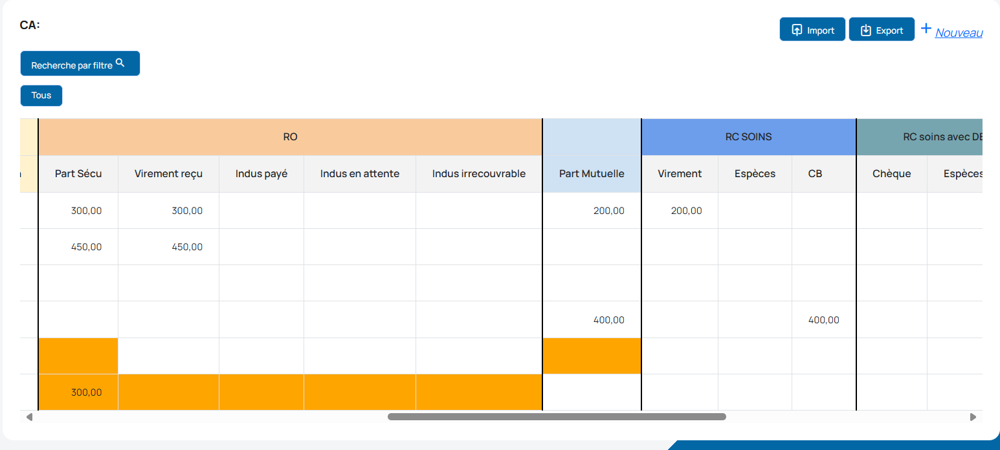 CA:
Import
Export
+ Nouveau
Recherche par filtre
Tous
RO
RC SOINS
RC soins avec
Part Sécu
Virement reçu
Indus payé
Indus en attente
Indus irrecouvrable
Part Mutuelle
Virement
Espèces
CB
Chèque
Espèces
300,00 300,00 200,00 200,00
450,00 450,00
400,00 400,00
300,00